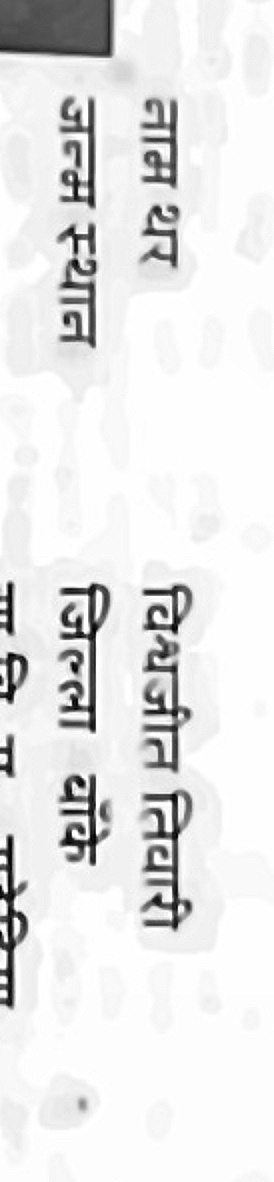 नाम थर विश्वजीत तिवारी
जन्म स्थान जिल्ला बाँके